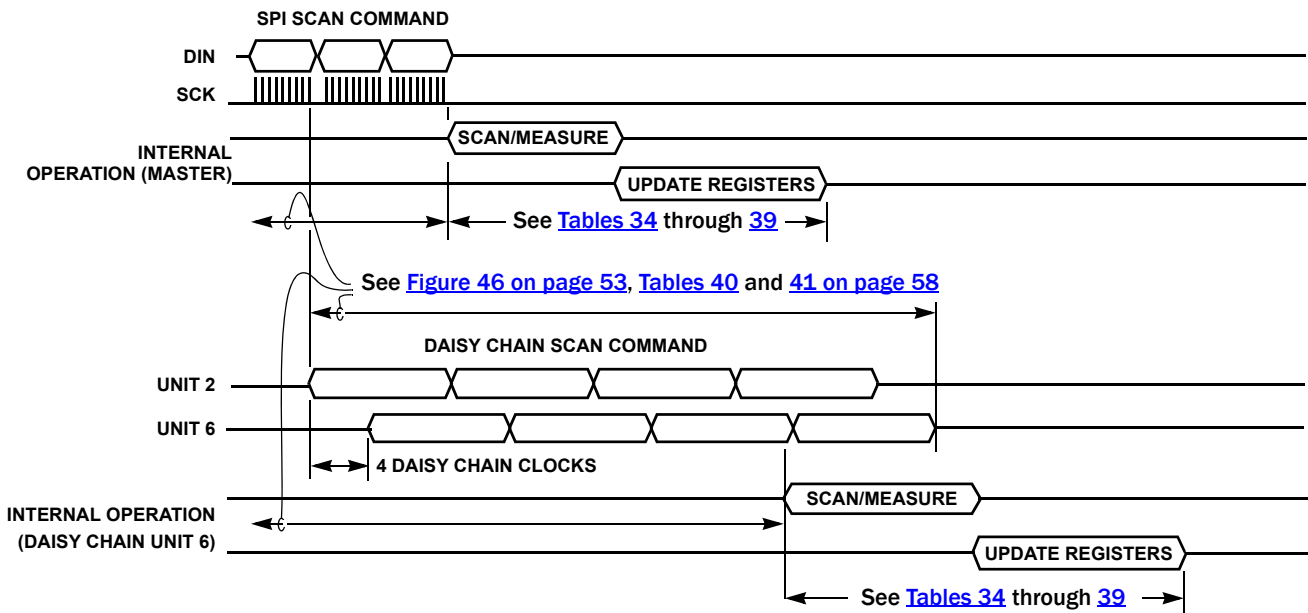 SPI SCAN COMMAND
DIN
SCK
SCAN/MEASURE
INTERNAL
OPERATION (MASTER)
UPDATE REGISTERS
See Tables 34 through 39
See Figure 46 on page 53, Tables 40 and 41 on page 58
DAISY CHAIN SCAN COMMAND
UNIT 2
UNIT 6
4 DAISY CHAIN CLOCKS
SCAN/MEASURE
INTERNAL OPERATION
(DAISY CHAIN UNIT 6)
UPDATE REGISTERS
See Tables 34 through 39